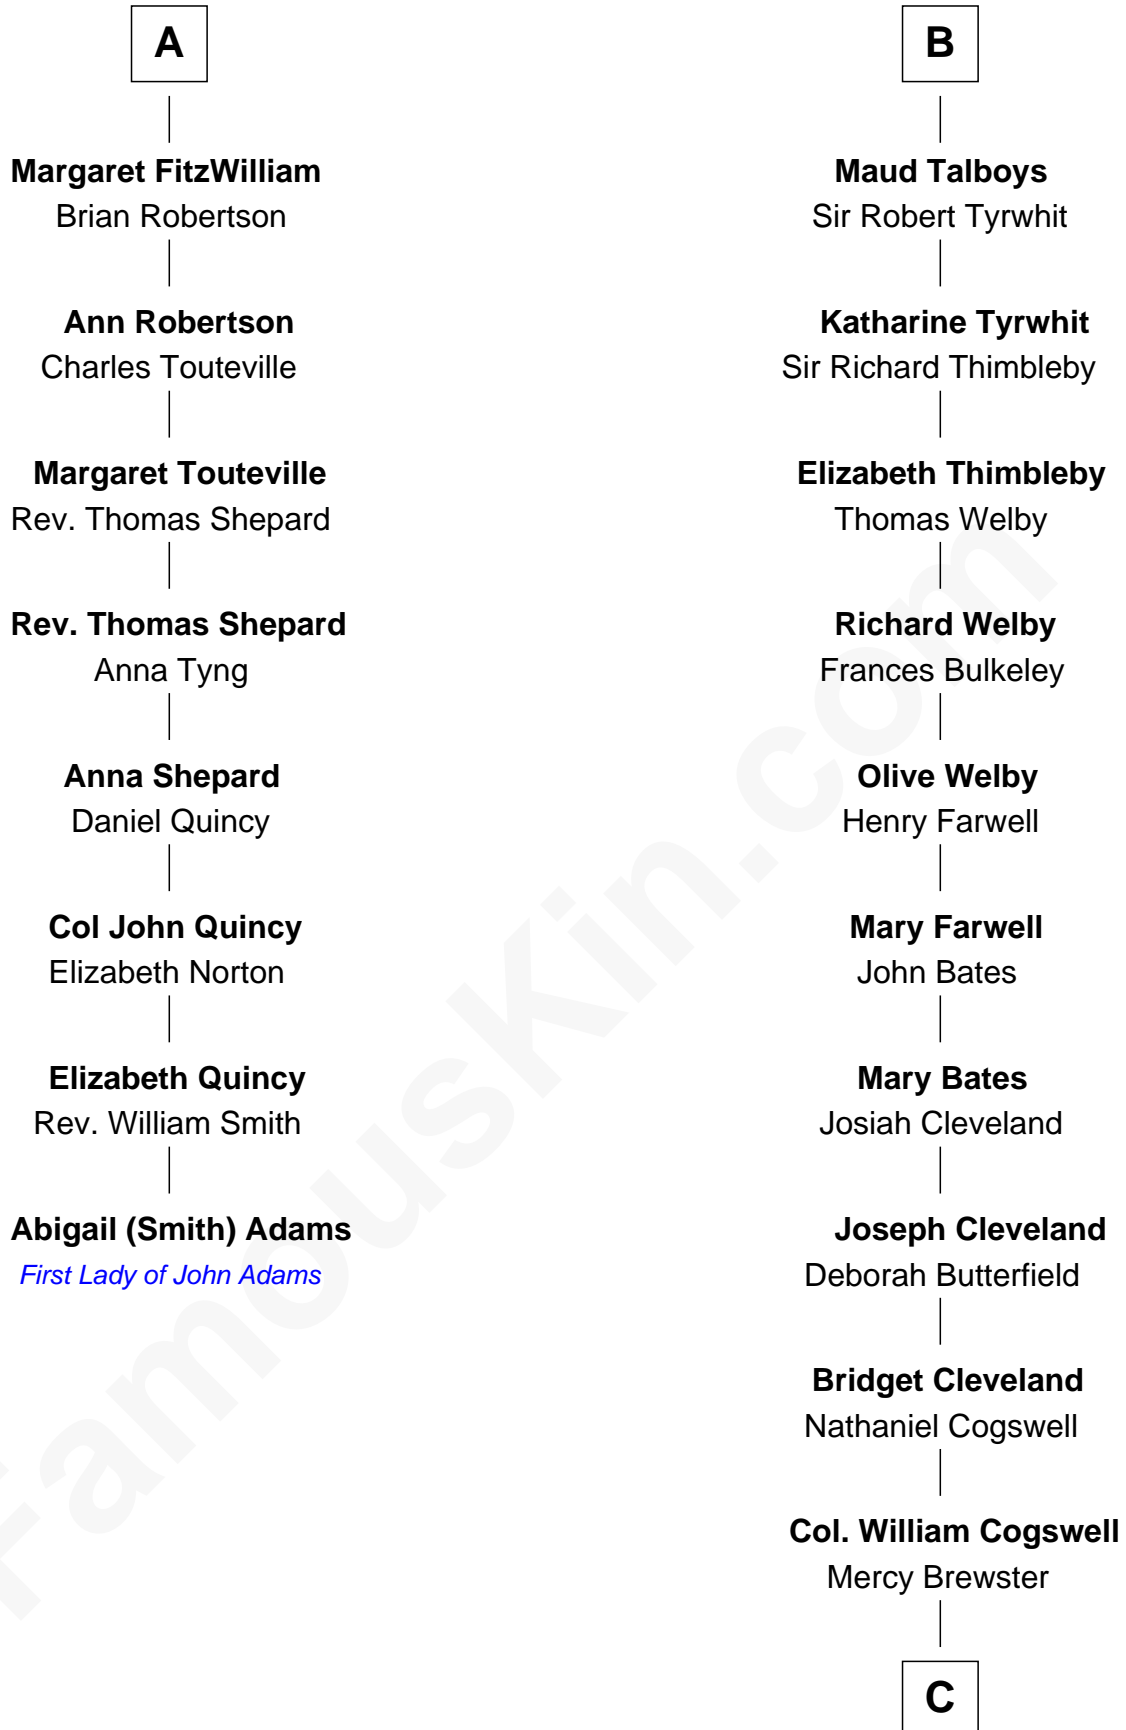 A
Margaret FitzWilliam
Brian Robertson
Ann Robertson
Charles Touteville
Margaret Touteville
Rev. Thomas Shepard
Rev. Thomas Shepard
Anna Tyng
Anna Shepard
Daniel Quincy
Col John Quincy
Elizabeth Norton
Elizabeth Quincy
Rev. William Smith
Abigail (Smith) Adams
First Lady of John Adams
B
Maud Talboys
Sir Robert Tyrwhit
Katharine Tyrwhit
Sir Richard Thimbleby
Elizabeth Thimbleby
Thomas Welby
Richard Welby
Frances Bulkeley
Olive Welby
Henry Farwell
Mary Farwell
John Bates
Mary Bates
Josiah Cleveland
Joseph Cleveland
Deborah Butterfield
Bridget Cleveland
Nathaniel Cogswell
Col. William Cogswell
Mercy Brewster
C
FamousKin.com